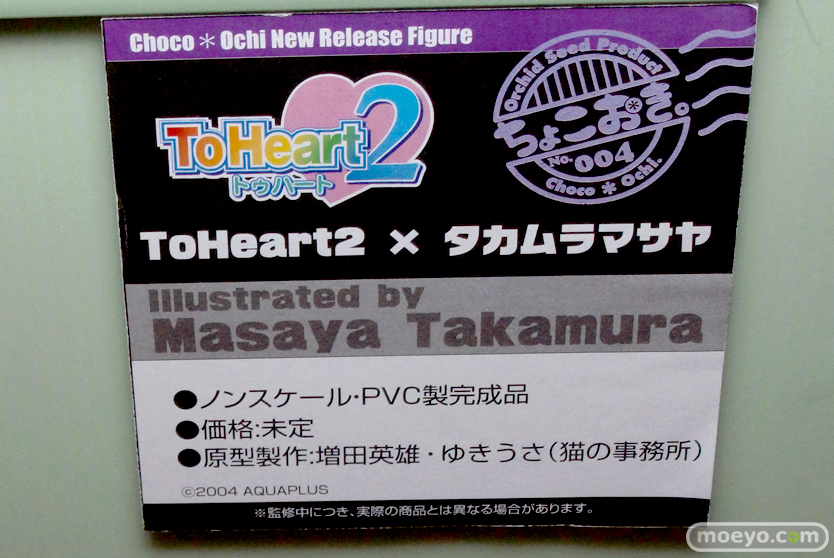 Choco＊Ochi New Release Figure
ToHeart2
トゥハート
Orchid Seed Product
ちょこおき。
No. 004
Choco＊Ochi.
ToHeart2 × タカムラマサヤ
Illustrated by
Masaya Takamura
●ノンスケール・PVC製完成品
●価格:未定
●原型製作:増田英雄・ゆきうさ(猫の事務所)
©2004 AQUAPLUS
※監修中につき、実際の商品とは異なる場合があります。
moeyo.com